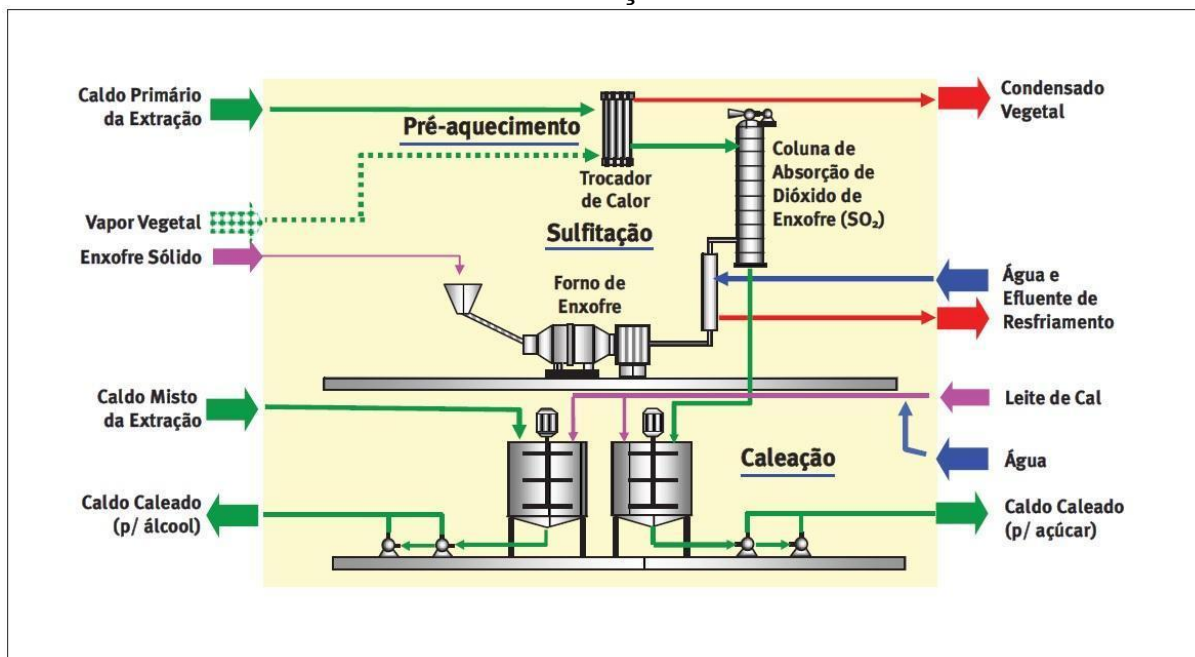 Caldo Primário
da Extração
Pré-aquecimento
Trocador
de Calor
Condensado
Vegetal
Coluna de
Absorção de
Dióxido de
Enxofre (SO₂)
Vapor Vegetal
Enxofre Sólido
Sulfitação
Forno de
Enxofre
Água e
Efluente de
Resfriamento
Caldo Misto
da Extração
Leite de Cal
Caleação
Água
Caldo Caleado
(p/ álcool)
Caldo Caleado
(p/ açúcar)